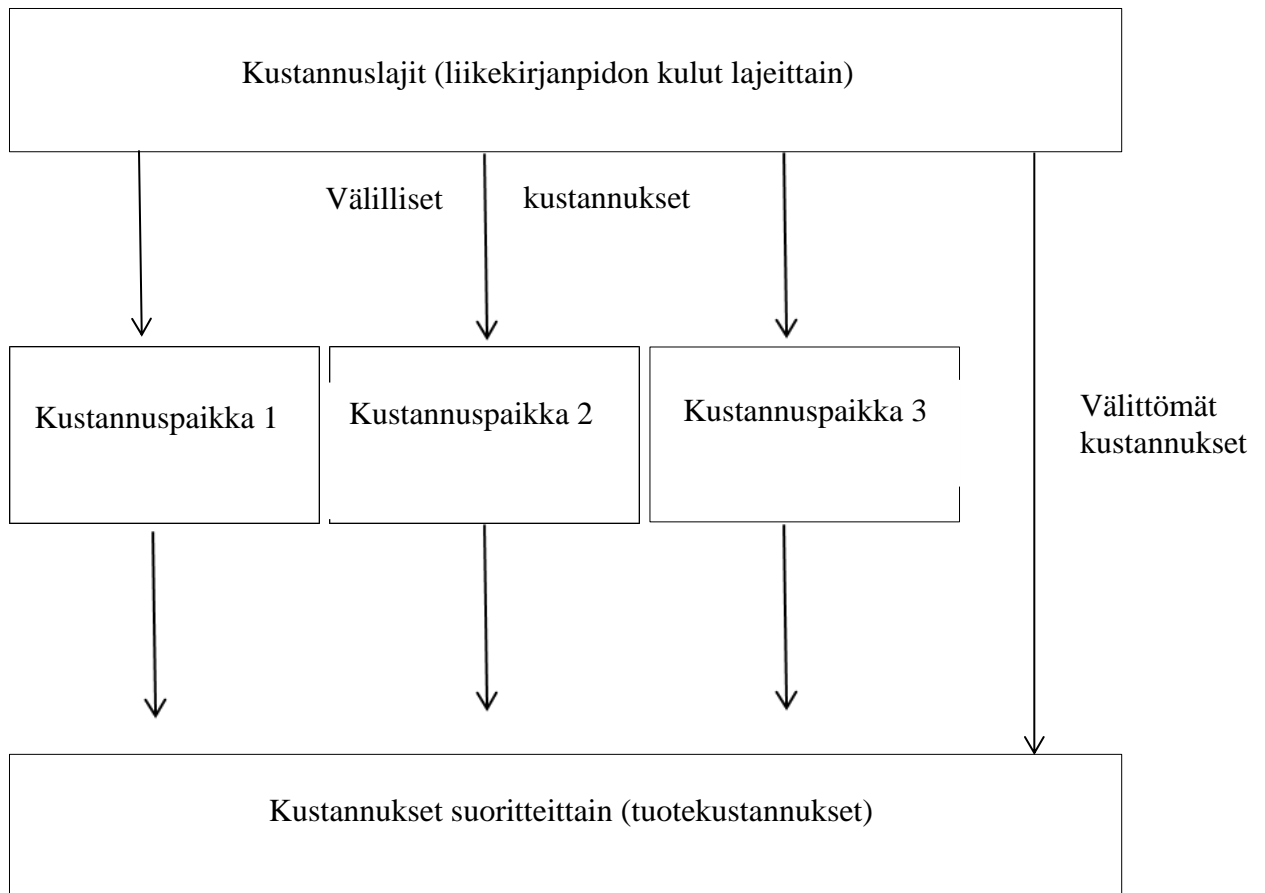 Kustannuslajit (liikekirjanpidon kulut lajeittain)
Välilliset kustannukset
Kustannuspaikka 1
Kustannuspaikka 2
Kustannuspaikka 3
Välittömät
kustannukset
Kustannukset suoritteittain (tuotekustannukset)